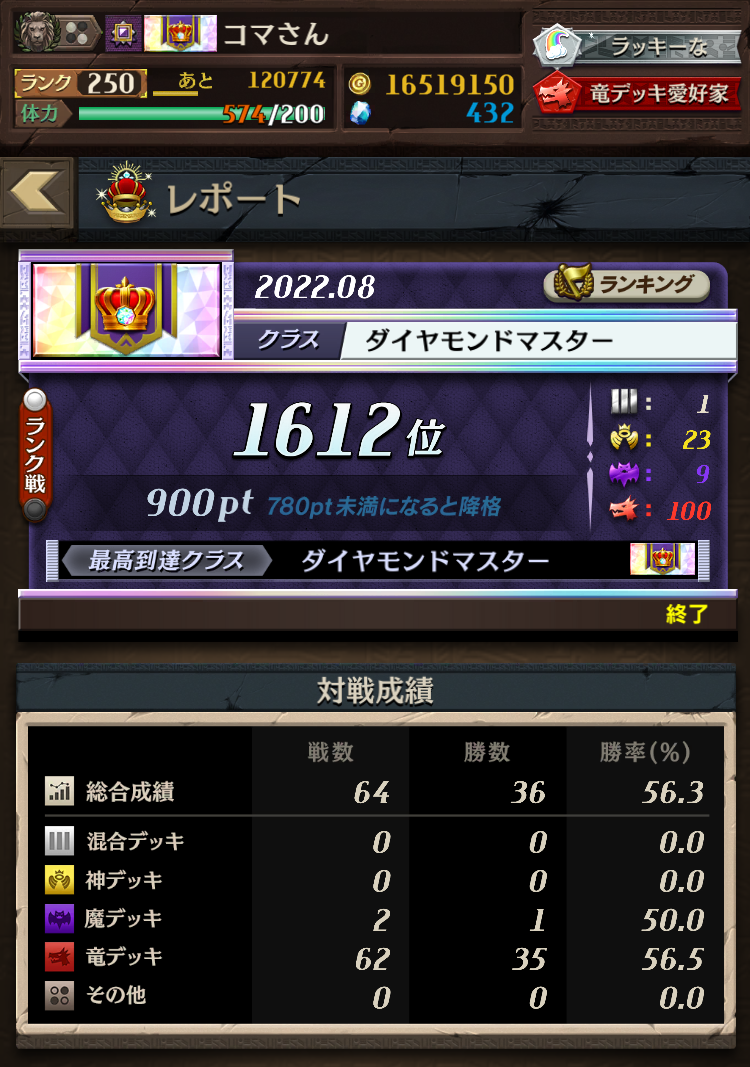 コマさん
ラッキーな
ランク 250 あと 120774
16519150
竜デッキ愛好家
体力 574/200
432
レポート
2022.08
ランキング
クラス ダイヤモンドマスター
ランク戦
1612位
900pt 780pt未満になると降格
: 1
: 23
: 9
: 100
最高到達クラス ダイヤモンドマスター
終了
対戦成績
戦数 勝数 勝率(%)
総合成績 64 36 56.3
混合デッキ 0 0 0.0
神デッキ 0 0 0.0
魔デッキ 2 1 50.0
竜デッキ 62 35 56.5
その他 0 0 0.0